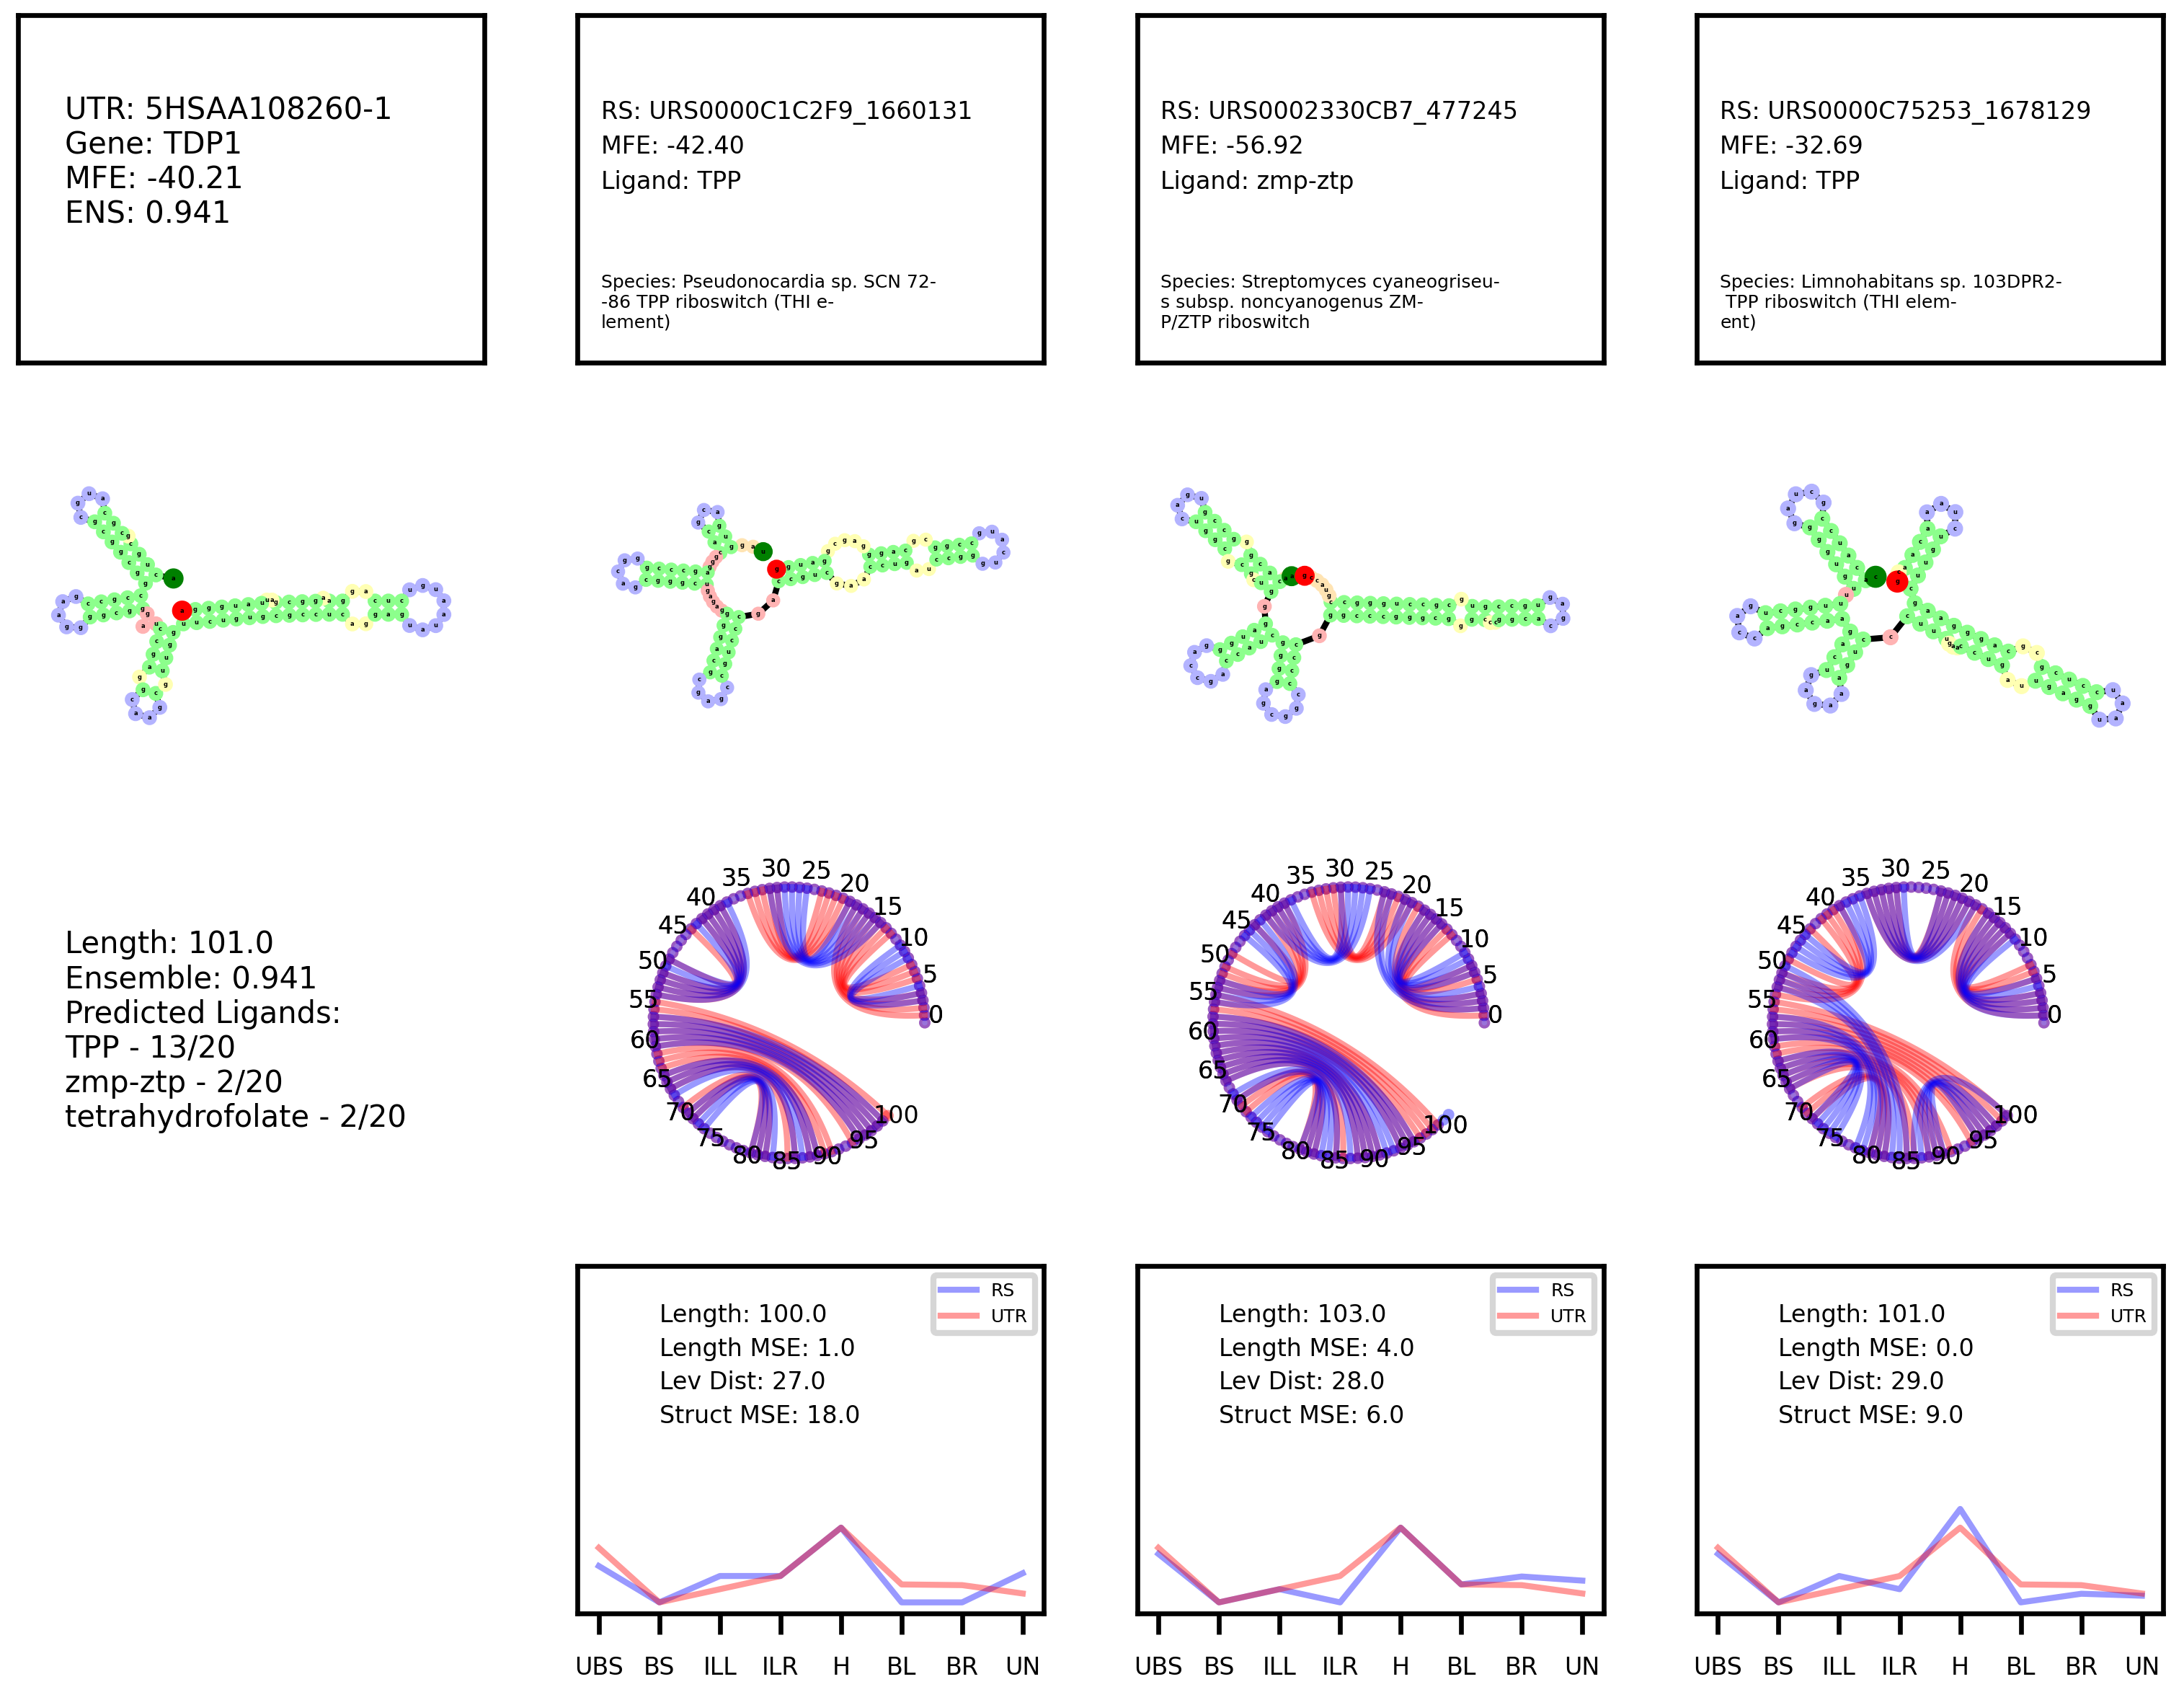 UTR: 5HSAA108260-1
Gene: TDP1
MFE: -40.21
ENS: 0.941
RS: URS0000C1C2F9_1660131
MFE: -42.40
Ligand: TPP
Species: Pseudonocardia sp. SCN 72-
-86 TPP riboswitch (THI e-
lement)
RS: URS0002330CB7_477245
MFE: -56.92
Ligand: zmp-ztp
Species: Streptomyces cyaneogriseu-
s subsp. noncyanogenus ZM-
P/ZTP riboswitch
RS: URS0000C75253_1678129
MFE: -32.69
Ligand: TPP
Species: Limnohabitans sp. 103DPR2-
TPP riboswitch (THI elem-
ent)
Length: 101.0
Ensemble: 0.941
Predicted Ligands:
TPP - 13/20
zmp-ztp - 2/20
tetrahydrofolate - 2/20
0 5 10 15 20 25 30 35 40 45 50 55 60 65 70 75 80 85 90 95 100
0 5 10 15 20 25 30 35 40 45 50 55 60 65 70 75 80 85 90 95 100
0 5 10 15 20 25 30 35 40 45 50 55 60 65 70 75 80 85 90 95 100
RS
UTR
Length: 100.0
Length MSE: 1.0
Lev Dist: 27.0
Struct MSE: 18.0
UBS BS ILL ILR H BL BR UN
RS
UTR
Length: 103.0
Length MSE: 4.0
Lev Dist: 28.0
Struct MSE: 6.0
UBS BS ILL ILR H BL BR UN
RS
UTR
Length: 101.0
Length MSE: 0.0
Lev Dist: 29.0
Struct MSE: 9.0
UBS BS ILL ILR H BL BR UN